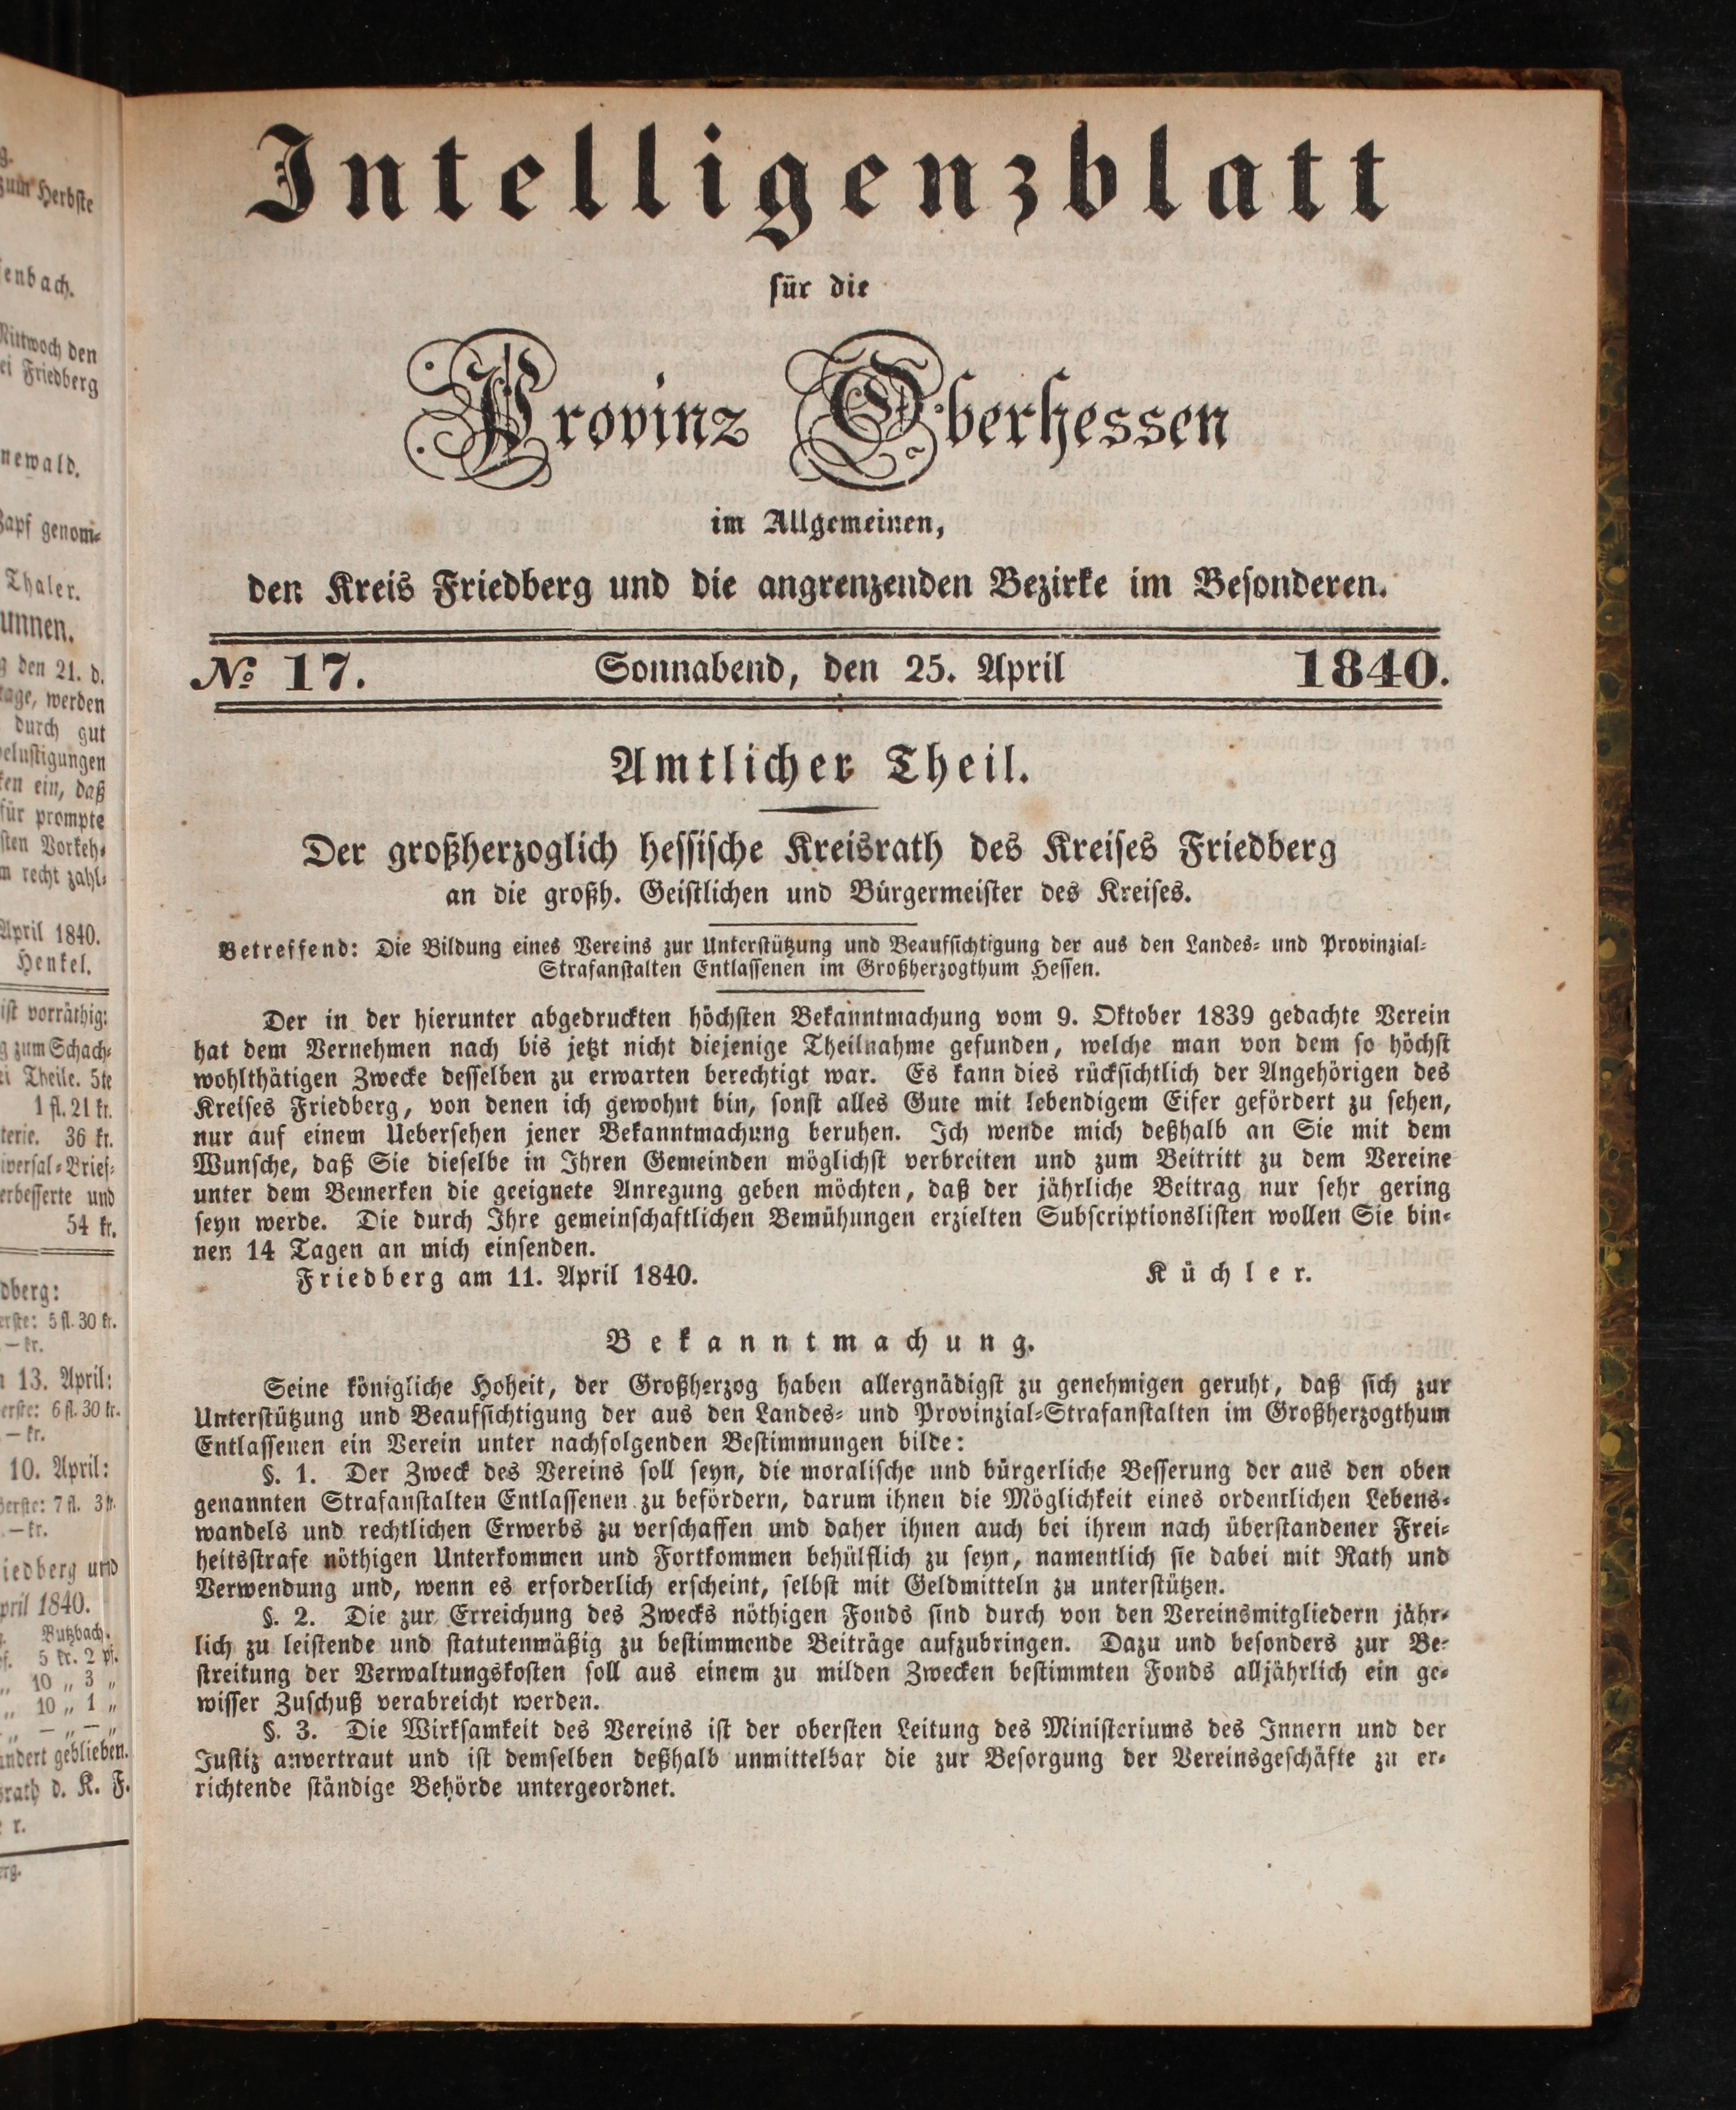 Intelligenzblatt
für die
Provinz Oberhessen
im Allgemeinen,
den Kreis Friedberg und die angrenzenden Bezirke im Besonderen.
No 17. Sonnabend, den 25. April 1840.
Amtlicher Theil.
Der großherzoglich hessische Kreisrath des Kreises Friedberg
an die großh. Geistlichen und Bürgermeister des Kreises.
Betreffend: Die Bildung eines Vereins zur Unterstützung und Beaufsichtigung der aus den Landes- und Provinzial-
Strafanstalten Entlassenen im Großherzogthum Hessen.
Der in der hierunter abgedruckten höchsten Bekanntmachung vom 9. Oktober 1839 gedachte Verein
hat dem Vernehmen nach bis jetzt nicht diejenige Theilnahme gefunden, welche man von dem so höchst
wohlthätigen Zwecke desselben zu erwarten berechtigt war. Es kann dies rücksichtlich der Angehörigen des
Kreises Friedberg, von denen ich gewohnt bin, sonst alles Gute mit lebendigem Eifer gefördert zu sehen,
nur auf einem Uebersehen jener Bekanntmachung beruhen. Ich wende mich deßhalb an Sie mit dem
Wunsche, daß Sie dieselbe in Ihren Gemeinden möglichst verbreiten und zum Beitritt zu dem Vereine
unter dem Bemerken die geeignete Anregung geben möchten, daß der jährliche Beitrag nur sehr gering
seyn werde. Die durch Ihre gemeinschaftlichen Bemühungen erzielten Subscriptionslisten wollen Sie bin-
nen 14 Tagen an mich einsenden.
Friedberg am 11. April 1840. Küchler.
Bekanntmachung.
Seine königliche Hoheit, der Großherzog haben allergnädigst zu genehmigen geruht, daß sich zur
Unterstützung und Beaufsichtigung der aus den Landes- und Provinzial-Strafanstalten im Großherzogthum
Entlassenen ein Verein unter nachfolgenden Bestimmungen bilde:
§. 1. Der Zweck des Vereins soll seyn, die moralische und bürgerliche Besserung der aus den oben
genannten Strafanstalten Entlassenen zu befördern, darum ihnen die Möglichkeit eines ordentlichen Lebens-
wandels und rechtlichen Erwerbs zu verschaffen und daher ihnen auch bei ihrem nach überstandener Frei-
heitsstrafe nöthigen Unterkommen und Fortkommen behülflich zu seyn, namentlich sie dabei mit Rath und
Verwendung und, wenn es erforderlich erscheint, selbst mit Geldmitteln zu unterstützen.
§. 2. Die zur Erreichung des Zwecks nöthigen Fonds sind durch von den Vereinsmitgliedern jähr-
lich zu leistende und statutenmäßig zu bestimmende Beiträge aufzubringen. Dazu und besonders zur Be-
streitung der Verwaltungskosten soll aus einem zu milden Zwecken bestimmten Fonds alljährlich ein ge-
wisser Zuschuß verabreicht werden.
§. 3. Die Wirksamkeit des Vereins ist der obersten Leitung des Ministeriums des Innern und der
Justiz anvertraut und ist demselben deßhalb unmittelbar die zur Besorgung der Vereinsgeschäfte zu er-
richtende ständige Behörde untergeordnet.